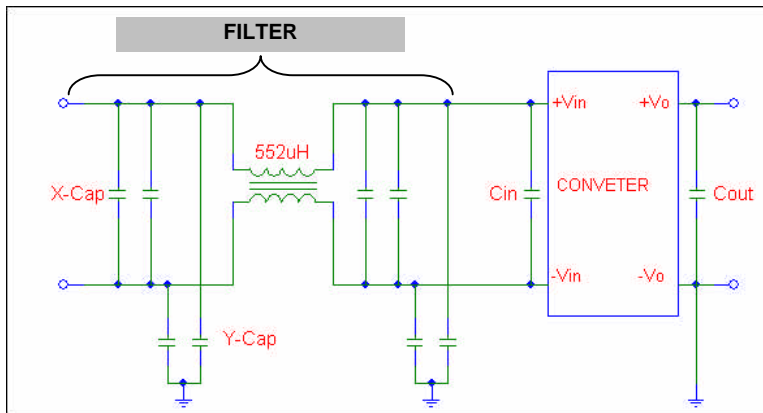 FILTER
552uH
+Vin +Vo
X-Cap Cin CONVETER Cout
-Vin -Vo
Y-Cap